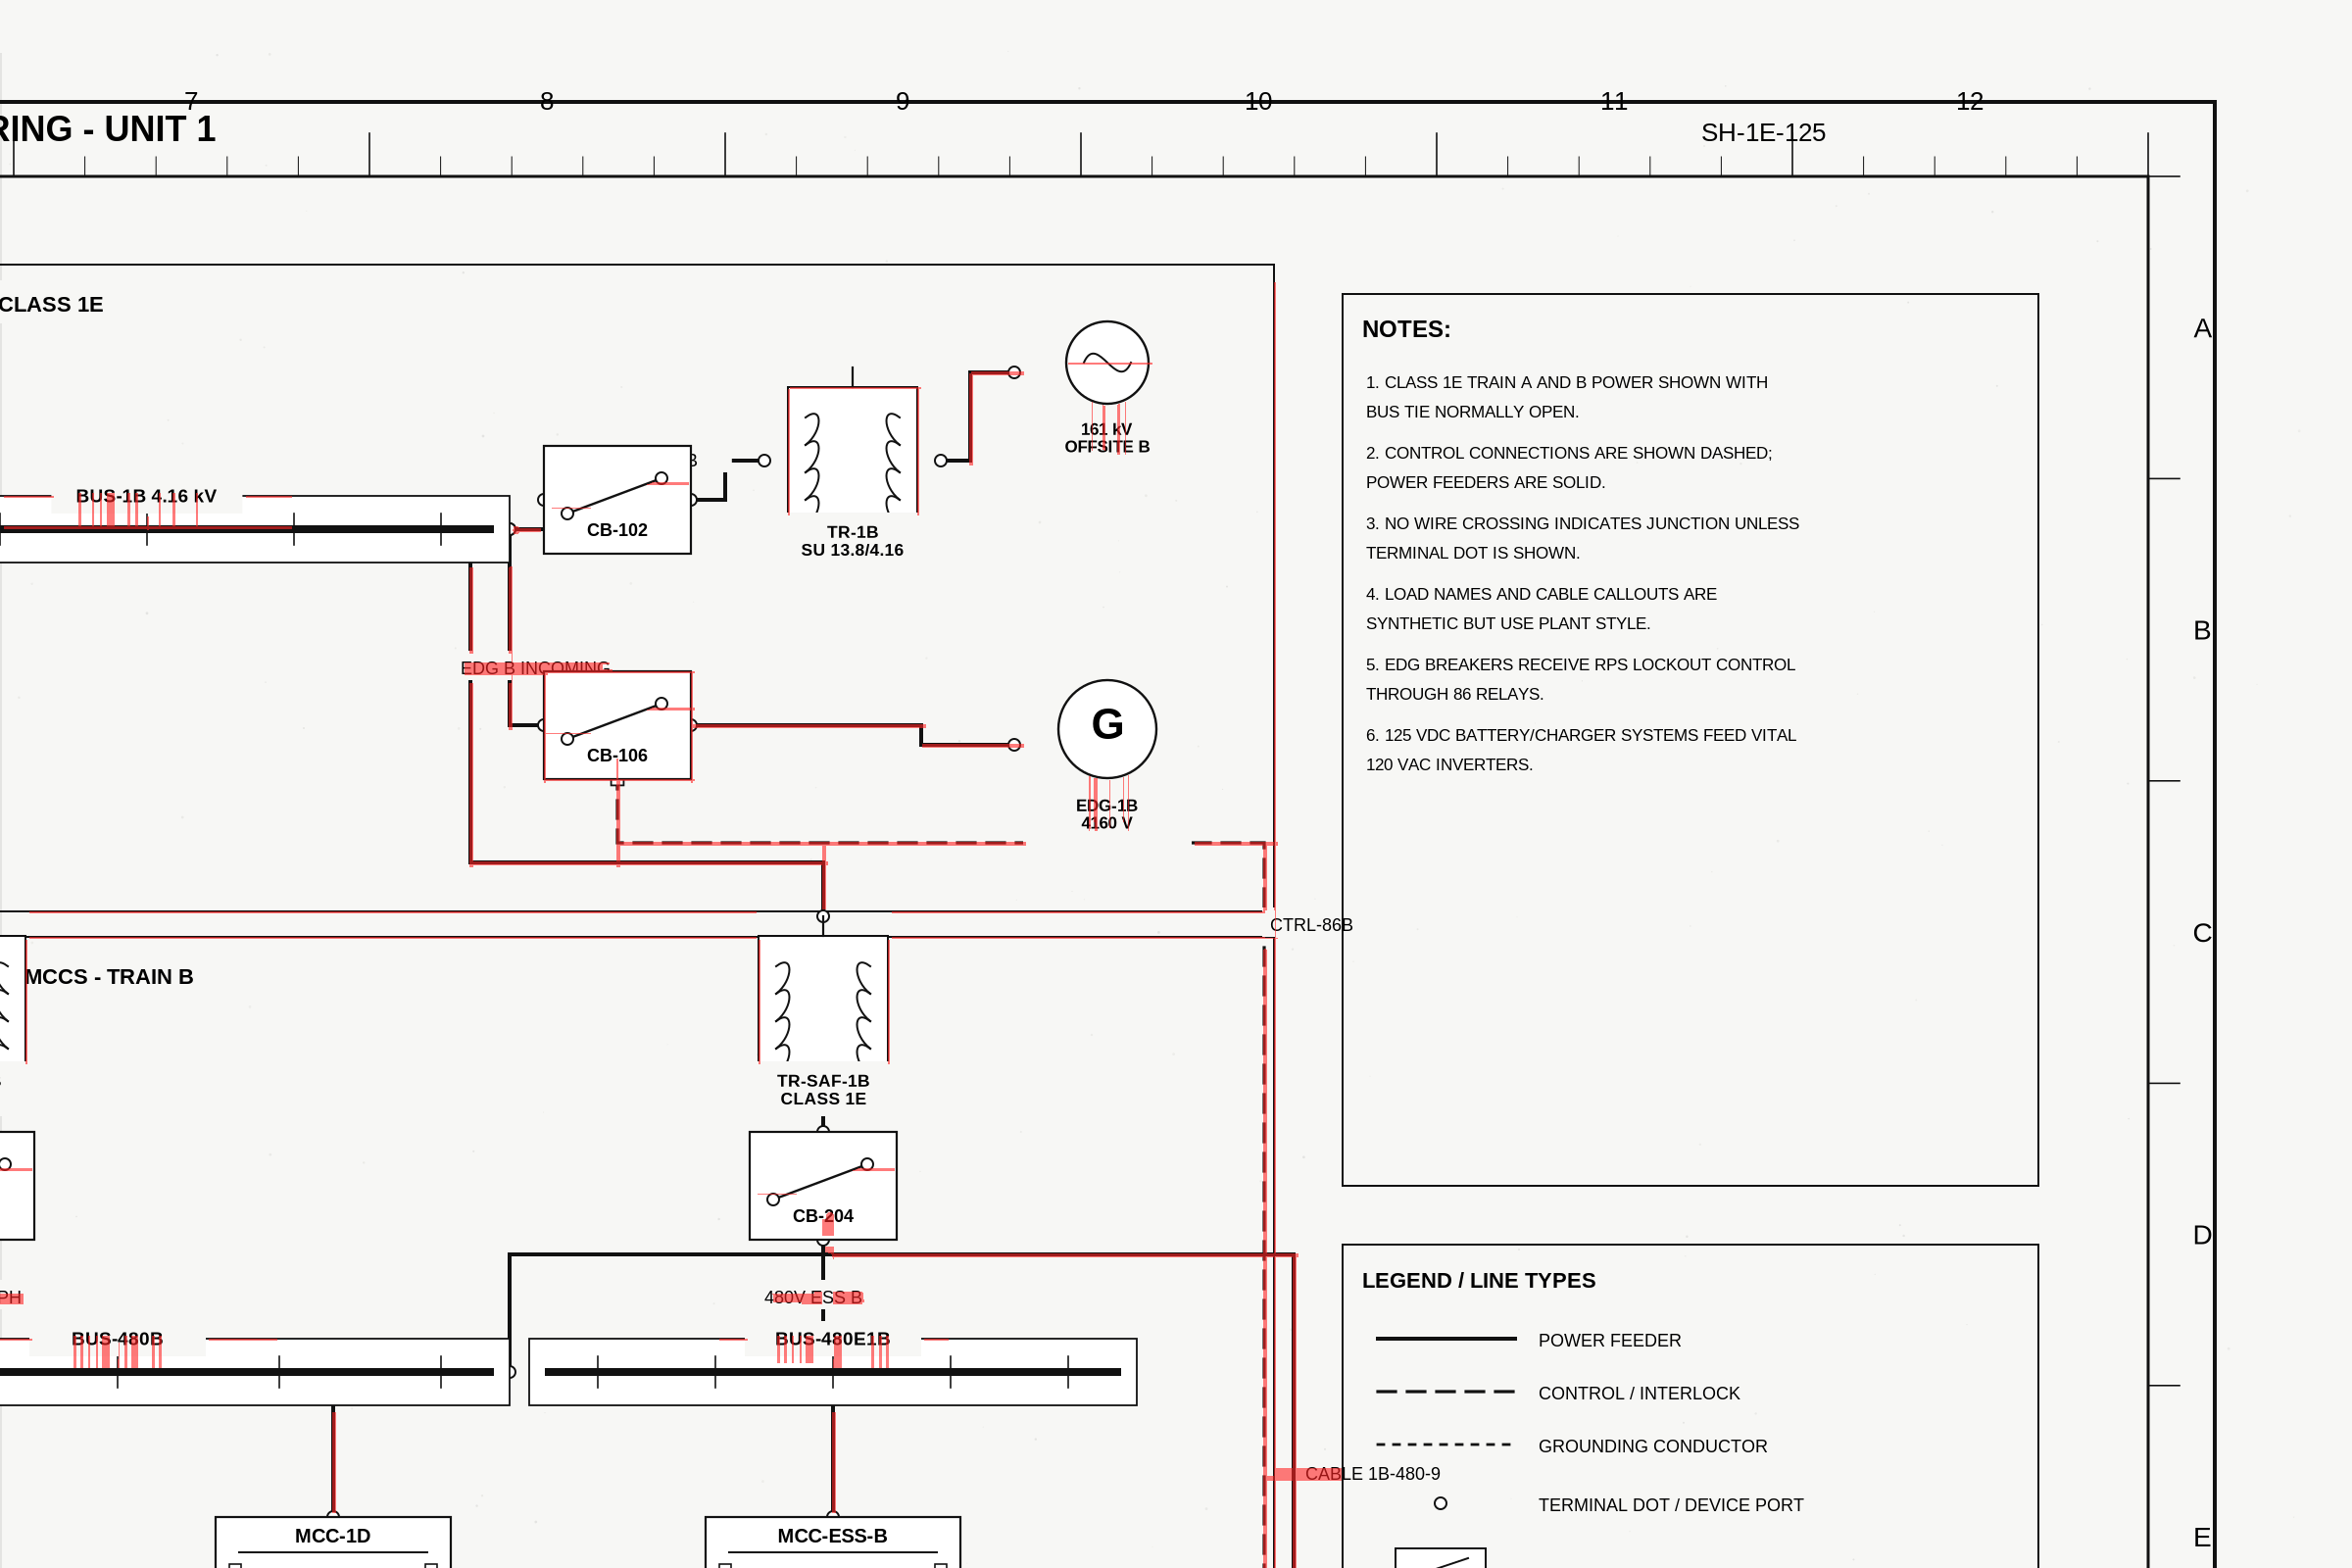 7 8 9 10 11 12
RING - UNIT 1
SH-1E-125
CLASS 1E
161 kV
OFFSITE B
BUS-1B 4.16 kV
B
CB-102
TR-1B
SU 13.8/4.16
EDG B INCOMING
CB-106
G
EDG-1B
4160 V
CTRL-86B
MCCS - TRAIN B
TR-SAF-1B
CLASS 1E
CB-204
PH
480V ESS B
BUS-480B
BUS-480E1B
CABLE 1B-480-9
MCC-1D
MCC-ESS-B
NOTES:
1. CLASS 1E TRAIN A AND B POWER SHOWN WITH
BUS TIE NORMALLY OPEN.
2. CONTROL CONNECTIONS ARE SHOWN DASHED;
POWER FEEDERS ARE SOLID.
3. NO WIRE CROSSING INDICATES JUNCTION UNLESS
TERMINAL DOT IS SHOWN.
4. LOAD NAMES AND CABLE CALLOUTS ARE
SYNTHETIC BUT USE PLANT STYLE.
5. EDG BREAKERS RECEIVE RPS LOCKOUT CONTROL
THROUGH 86 RELAYS.
6. 125 VDC BATTERY/CHARGER SYSTEMS FEED VITAL
120 VAC INVERTERS.
LEGEND / LINE TYPES
POWER FEEDER
CONTROL / INTERLOCK
GROUNDING CONDUCTOR
TERMINAL DOT / DEVICE PORT
A
B
C
D
E